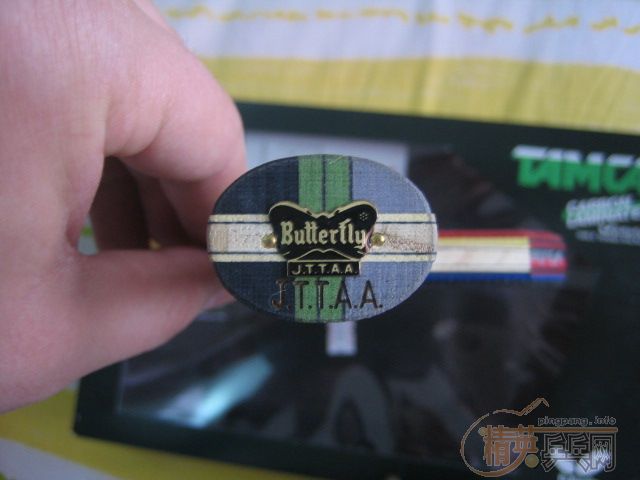 TAMCA
Butterfly
J.T.T.A.A
J.T.T.A.A.
pingpang.info
精英乒乓网